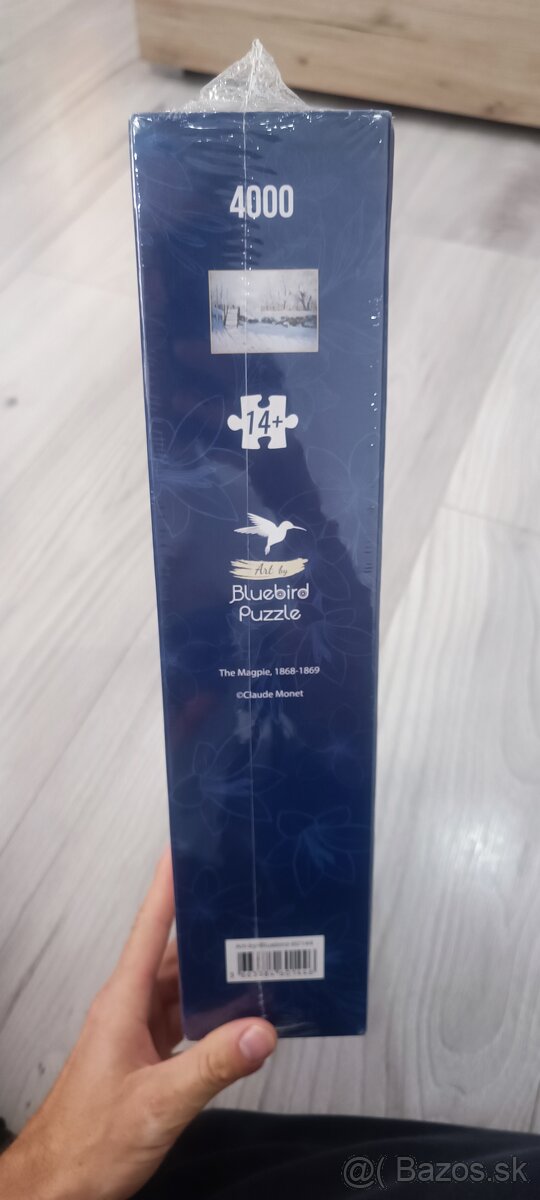 4000
14+
Art by
Bluebird
Puzzle
The Magpie, 1868-1869
©Claude Monet
@( Bazos.sk